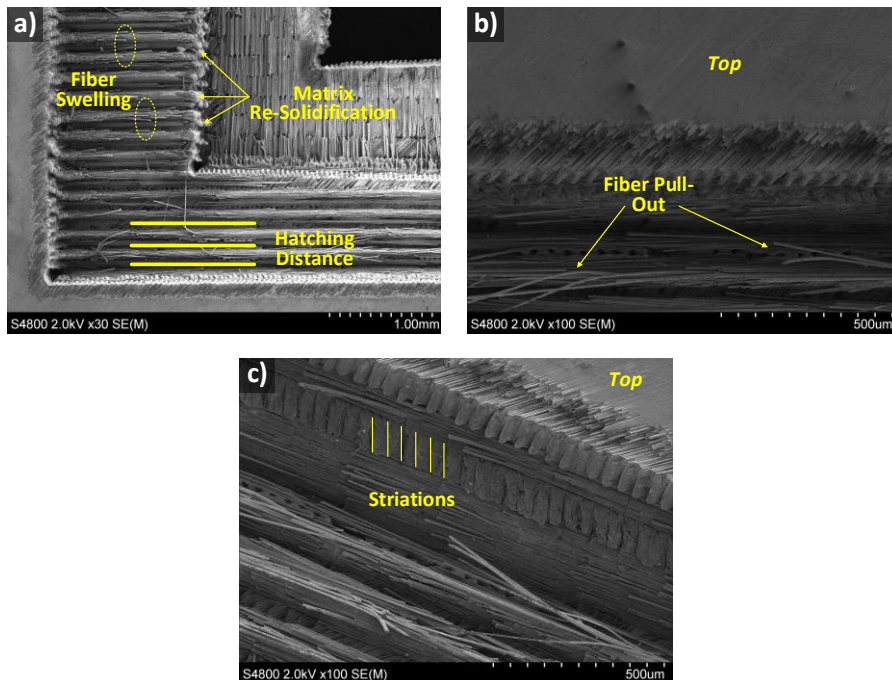 a)
Fiber
Swelling
Matrix
Re-Solidification
Hatching
Distance
S4800 2.0kV x30 SE(M)
1.00mm
b)
Top
Fiber Pull-
Out
S4800 2.0kV x100 SE(M)
500um
c)
Top
Striations
S4800 2.0kV x100 SE(M)
500um